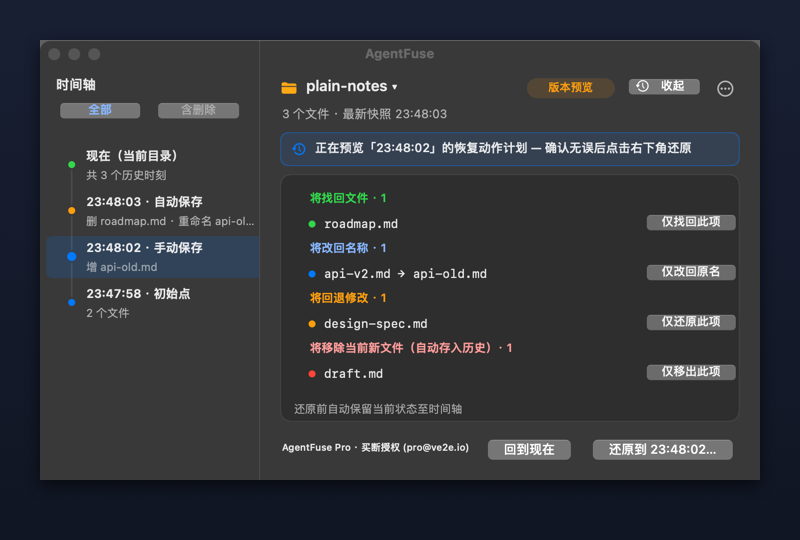 AgentFuse
时间轴
全部
含删除
现在（当前目录）
共 3 个历史时刻
23:48:03 · 自动保存
删 roadmap.md · 重命名 api-ol...
23:48:02 · 手动保存
增 api-old.md
23:47:58 · 初始点
2 个文件
plain-notes
版本预览
收起
3 个文件 · 最新快照 23:48:03
正在预览「23:48:02」的恢复动作计划 — 确认无误后点击右下角还原
将找回文件 · 1
roadmap.md
仅找回此项
将改回名称 · 1
api-v2.md → api-old.md
仅改回原名
将回退修改 · 1
design-spec.md
仅还原此项
将移除当前新文件（自动存入历史）· 1
draft.md
仅移出此项
还原前自动保留当前状态至时间轴
AgentFuse Pro · 买断授权 (pro@ve2e.io)
回到现在
还原到 23:48:02...